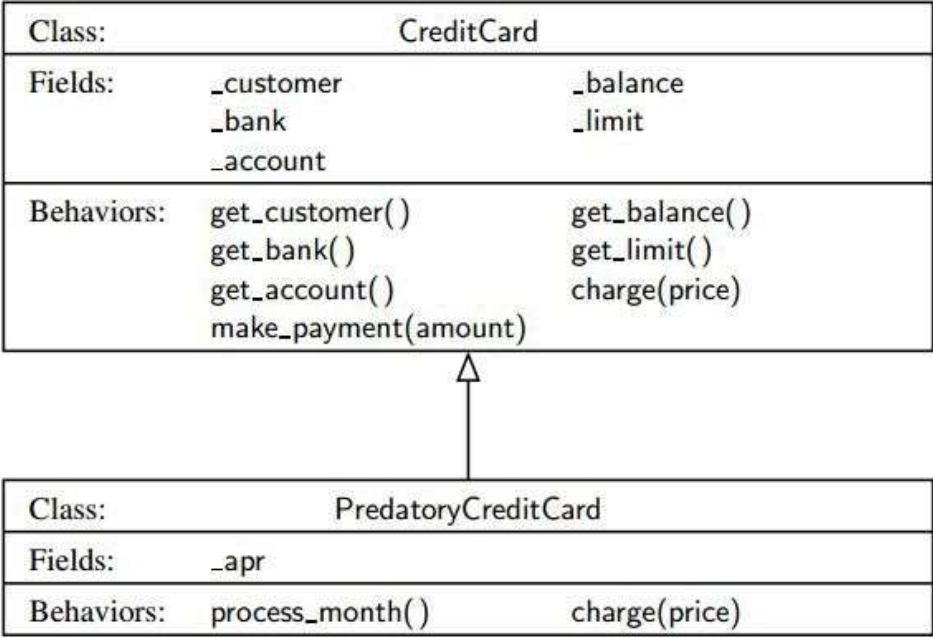 Class: CreditCard
Fields: _customer _balance
_bank _limit
_account
Behaviors: get_customer() get_balance()
get_bank() get_limit()
get_account() charge(price)
make_payment(amount)
Class: PredatoryCreditCard
Fields: _apr
Behaviors: process_month() charge(price)